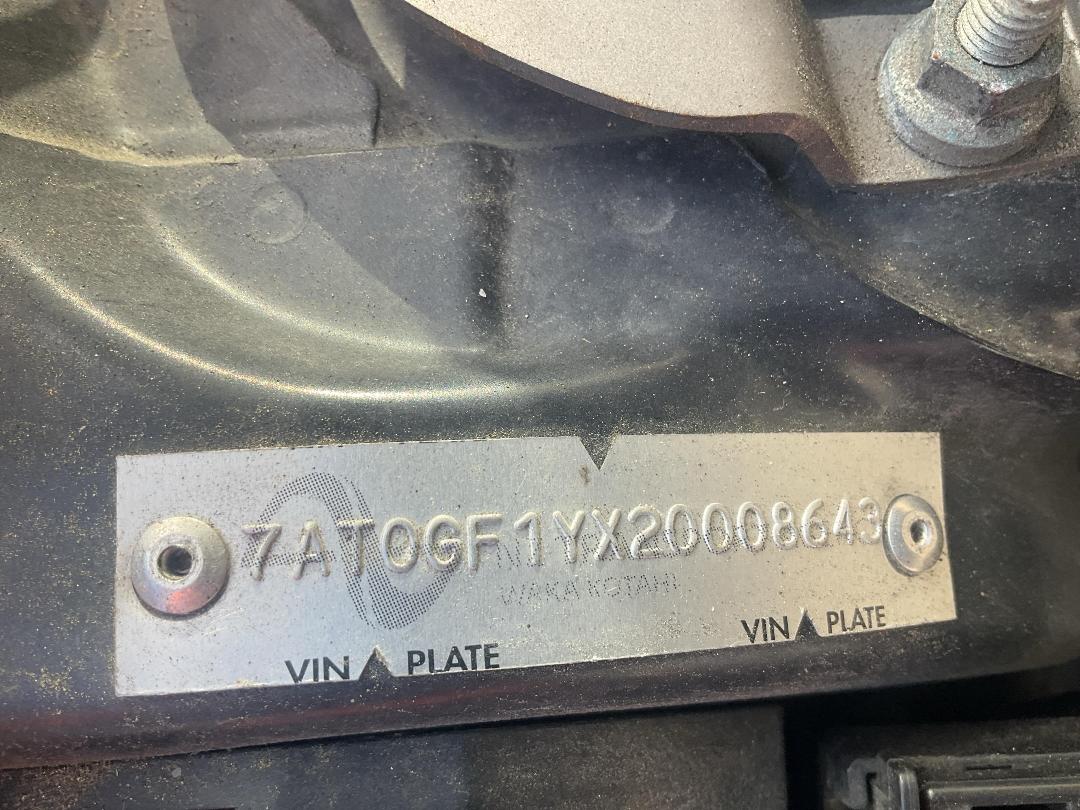 7AT0GF1YX20008643
WAKA KOTAHI
VIN PLATE VIN PLATE